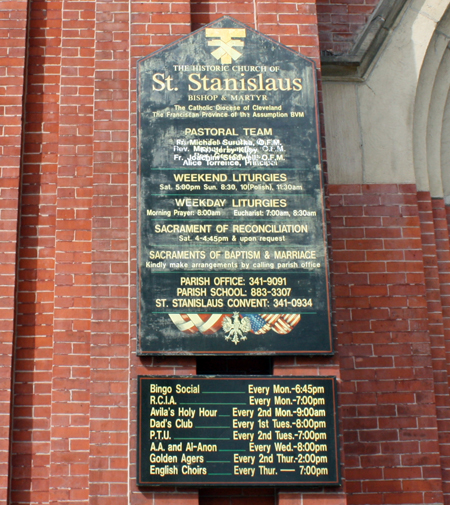 THE HISTORIC CHURCH OF
St. Stanislaus
BISHOP & MARTYR
The Catholic Diocese of Cleveland
The Franciscan Province of the Assumption BVM
PASTORAL TEAM
Fr. Michael Surufka, O.F.M.
Rev. O.F.M.
Fr. O.F.M.
Alice Torrence, Principal
WEEKEND LITURGIES
Sat. 5:00pm Sun. 8:30, 10(Polish), 11:30am
WEEKDAY LITURGIES
Morning Prayer: 8:00am Eucharist: 7:00am, 8:30am
SACRAMENT OF RECONCILIATION
Sat. 4-4:45pm & upon request
SACRAMENTS OF BAPTISM & MARRIAGE
Kindly make arrangements by calling parish office
PARISH OFFICE: 341-9091
PARISH SCHOOL: 883-3307
ST. STANISLAUS CONVENT: 341-0934
Bingo Social Every Mon.-6:45pm
R.C.I.A. Every Mon.-7:00pm
Avila's Holy Hour Every 2nd Mon.-9:00am
Dad's Club Every 1st Tues.-8:00pm
P.T.U. Every 2nd Tues.-7:00pm
A.A. and Al-Anon Every Wed.-8:00pm
Golden Agers Every 2nd Thur.-2:00pm
English Choirs Every Thur. — 7:00pm